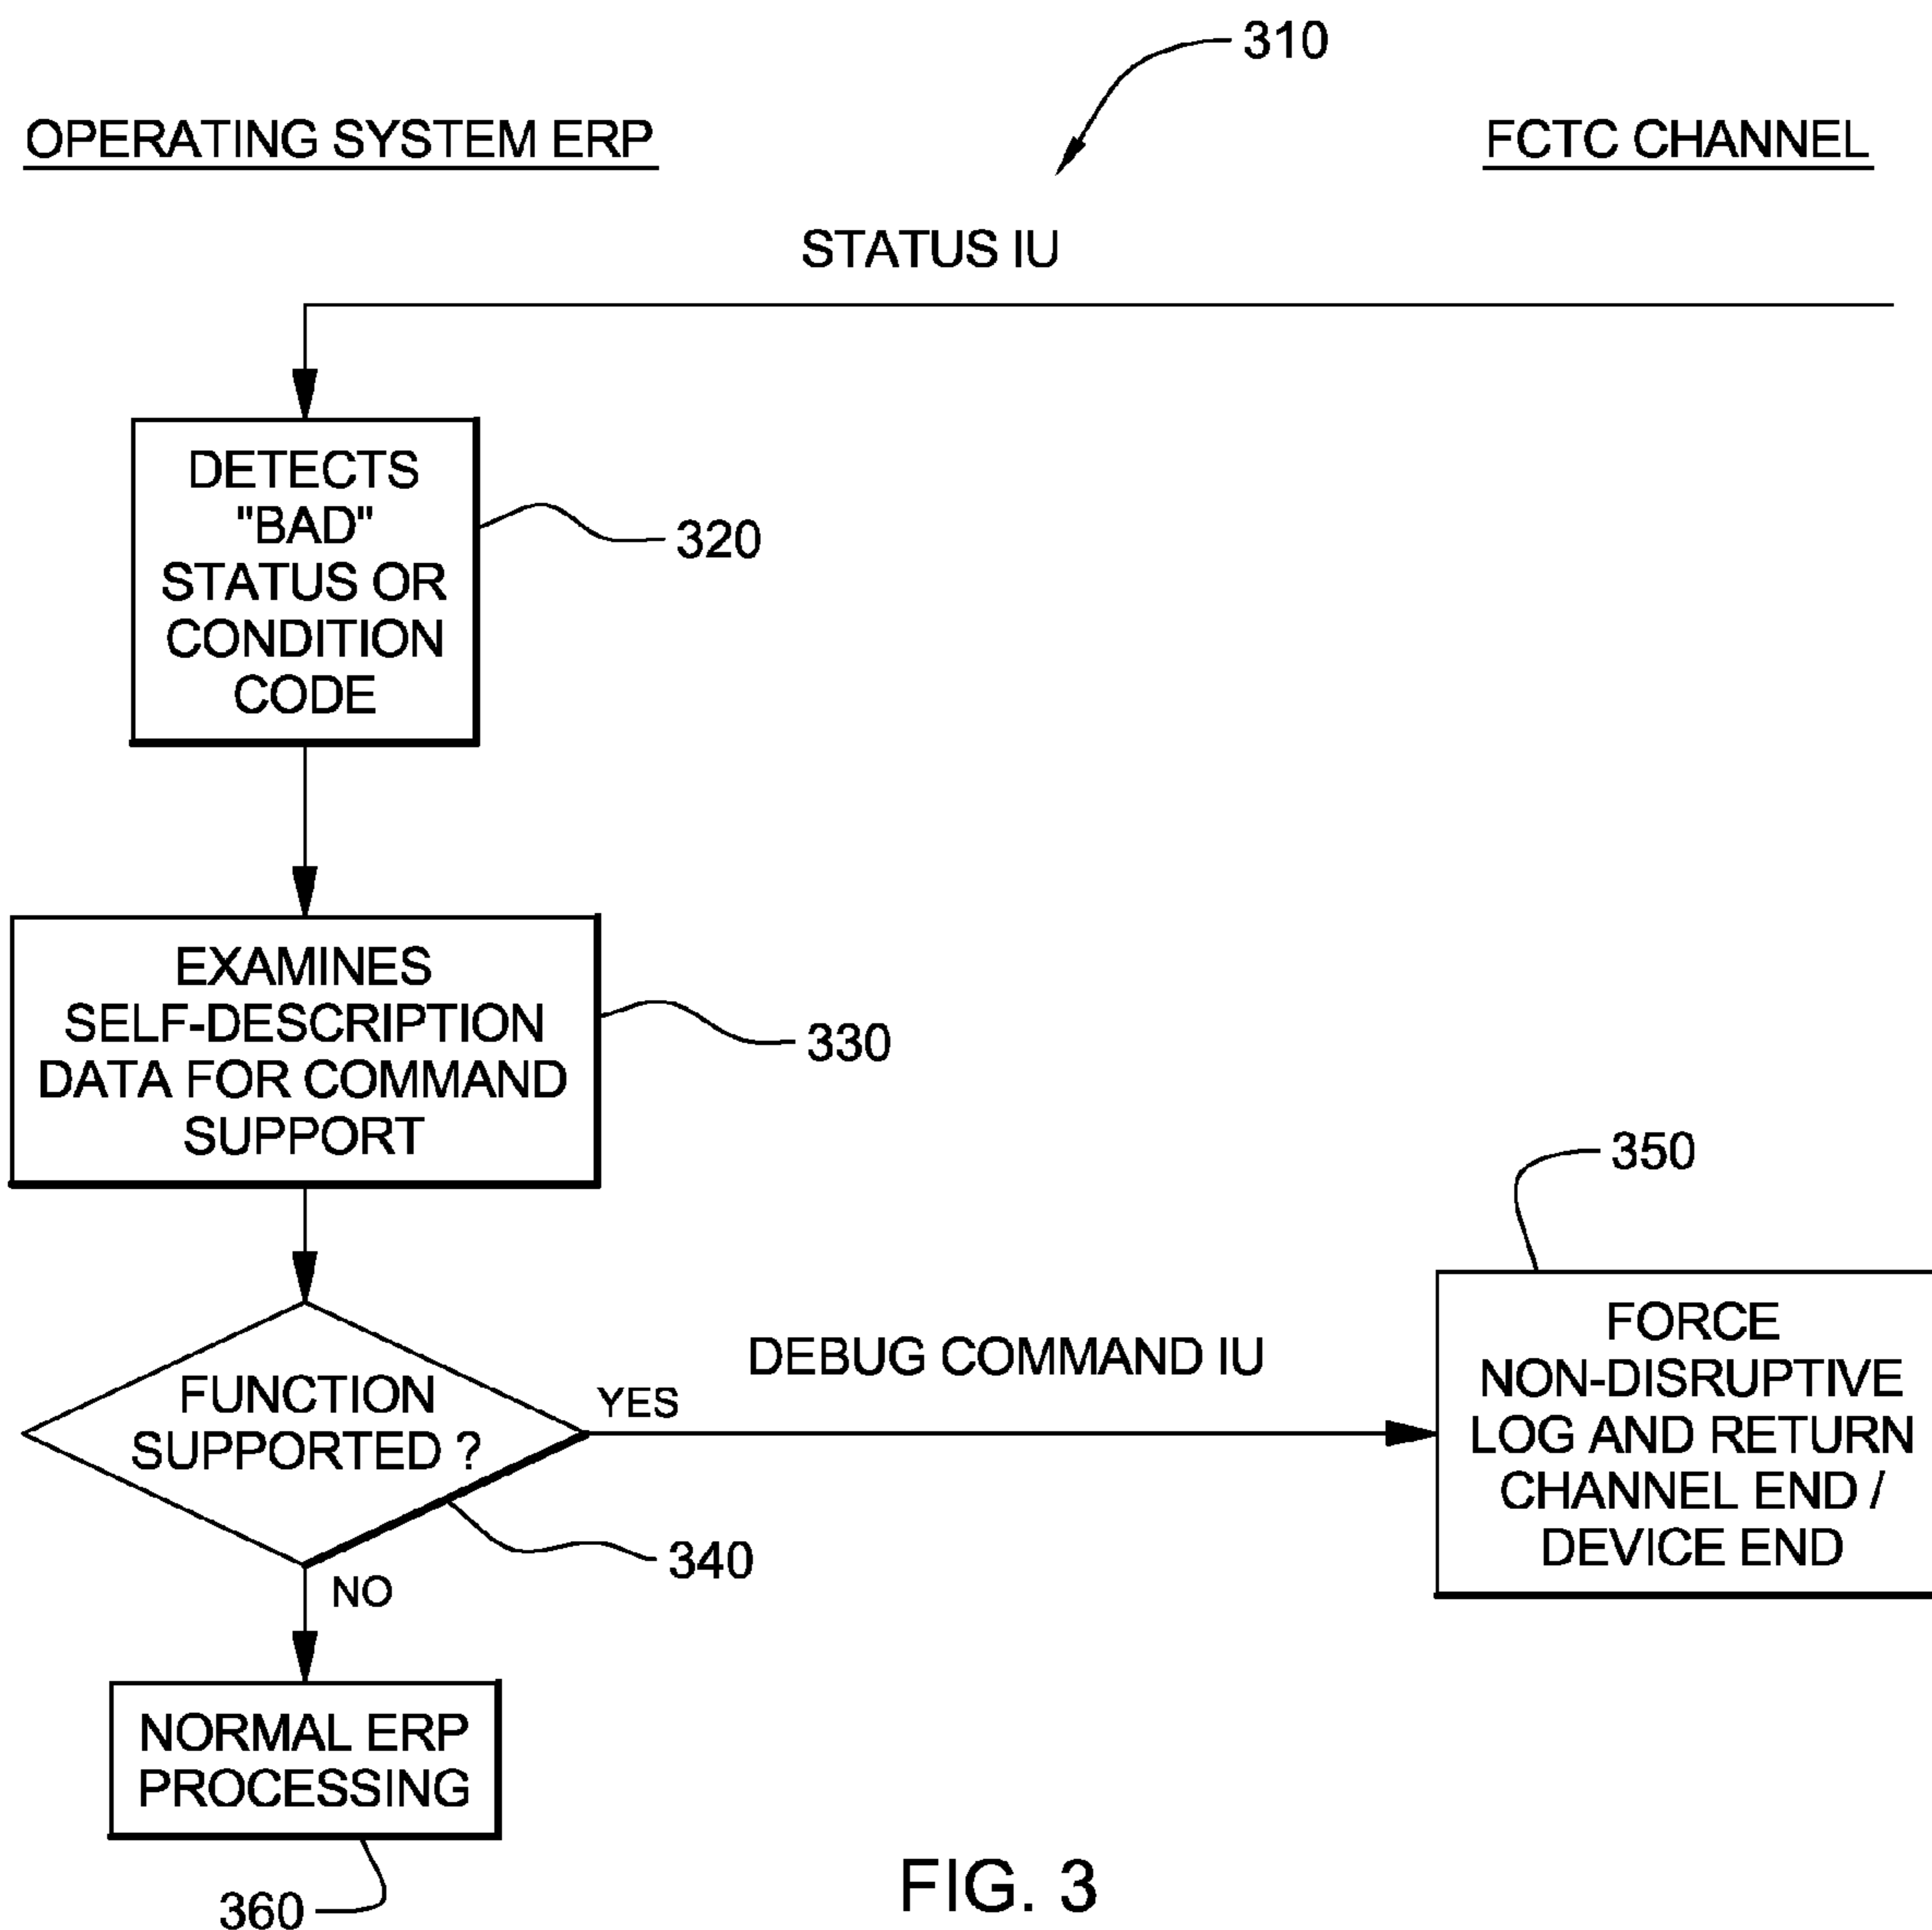 310
OPERATING SYSTEM ERP
FCTC CHANNEL
STATUS IU
DETECTS
"BAD"
STATUS OR
CONDITION
CODE
320
EXAMINES
SELF-DESCRIPTION
DATA FOR COMMAND
SUPPORT
330
FUNCTION
SUPPORTED ?
340
YES
DEBUG COMMAND IU
350
FORCE
NON-DISRUPTIVE
LOG AND RETURN
CHANNEL END /
DEVICE END
NO
NORMAL ERP
PROCESSING
360
FIG. 3